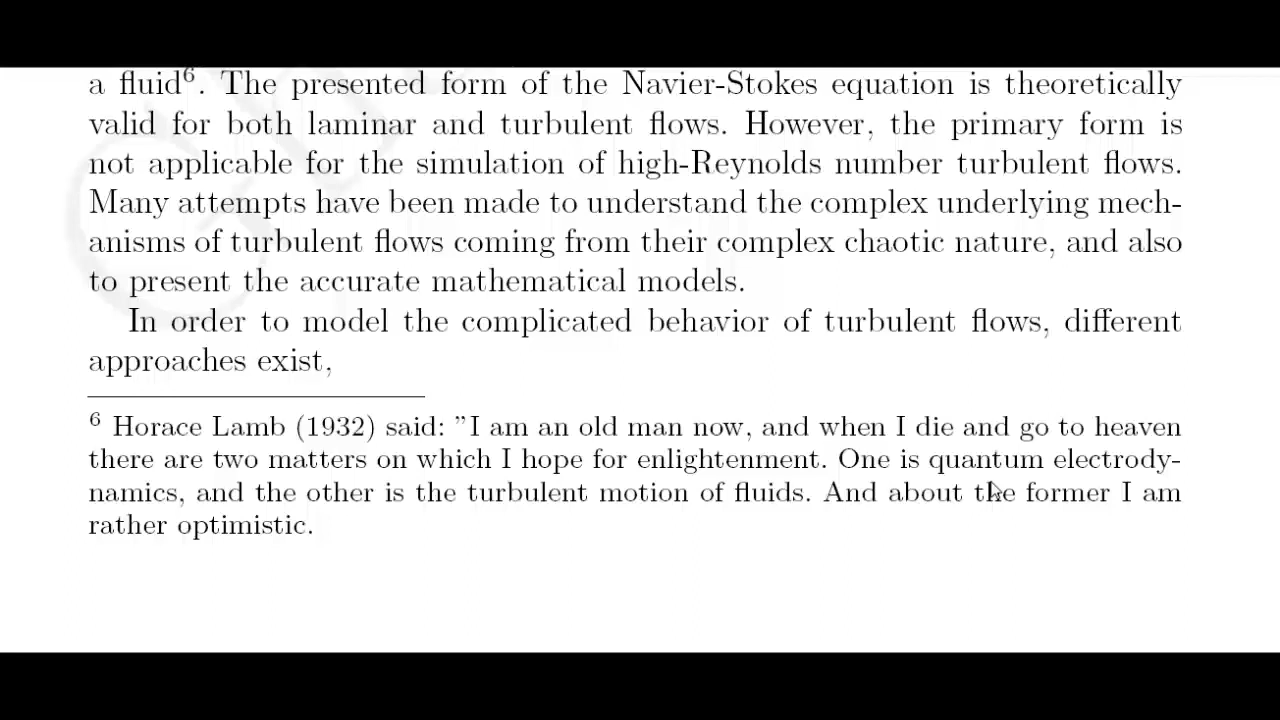 a fluid⁶. The presented form of the Navier-Stokes equation is theoretically
valid for both laminar and turbulent flows. However, the primary form is
not applicable for the simulation of high-Reynolds number turbulent flows.
Many attempts have been made to understand the complex underlying mech-
anisms of turbulent flows coming from their complex chaotic nature, and also
to present the accurate mathematical models.
In order to model the complicated behavior of turbulent flows, different
approaches exist,
⁶ Horace Lamb (1932) said: ”I am an old man now, and when I die and go to heaven
there are two matters on which I hope for enlightenment. One is quantum electrody-
namics, and the other is the turbulent motion of fluids. And about the former I am
rather optimistic.